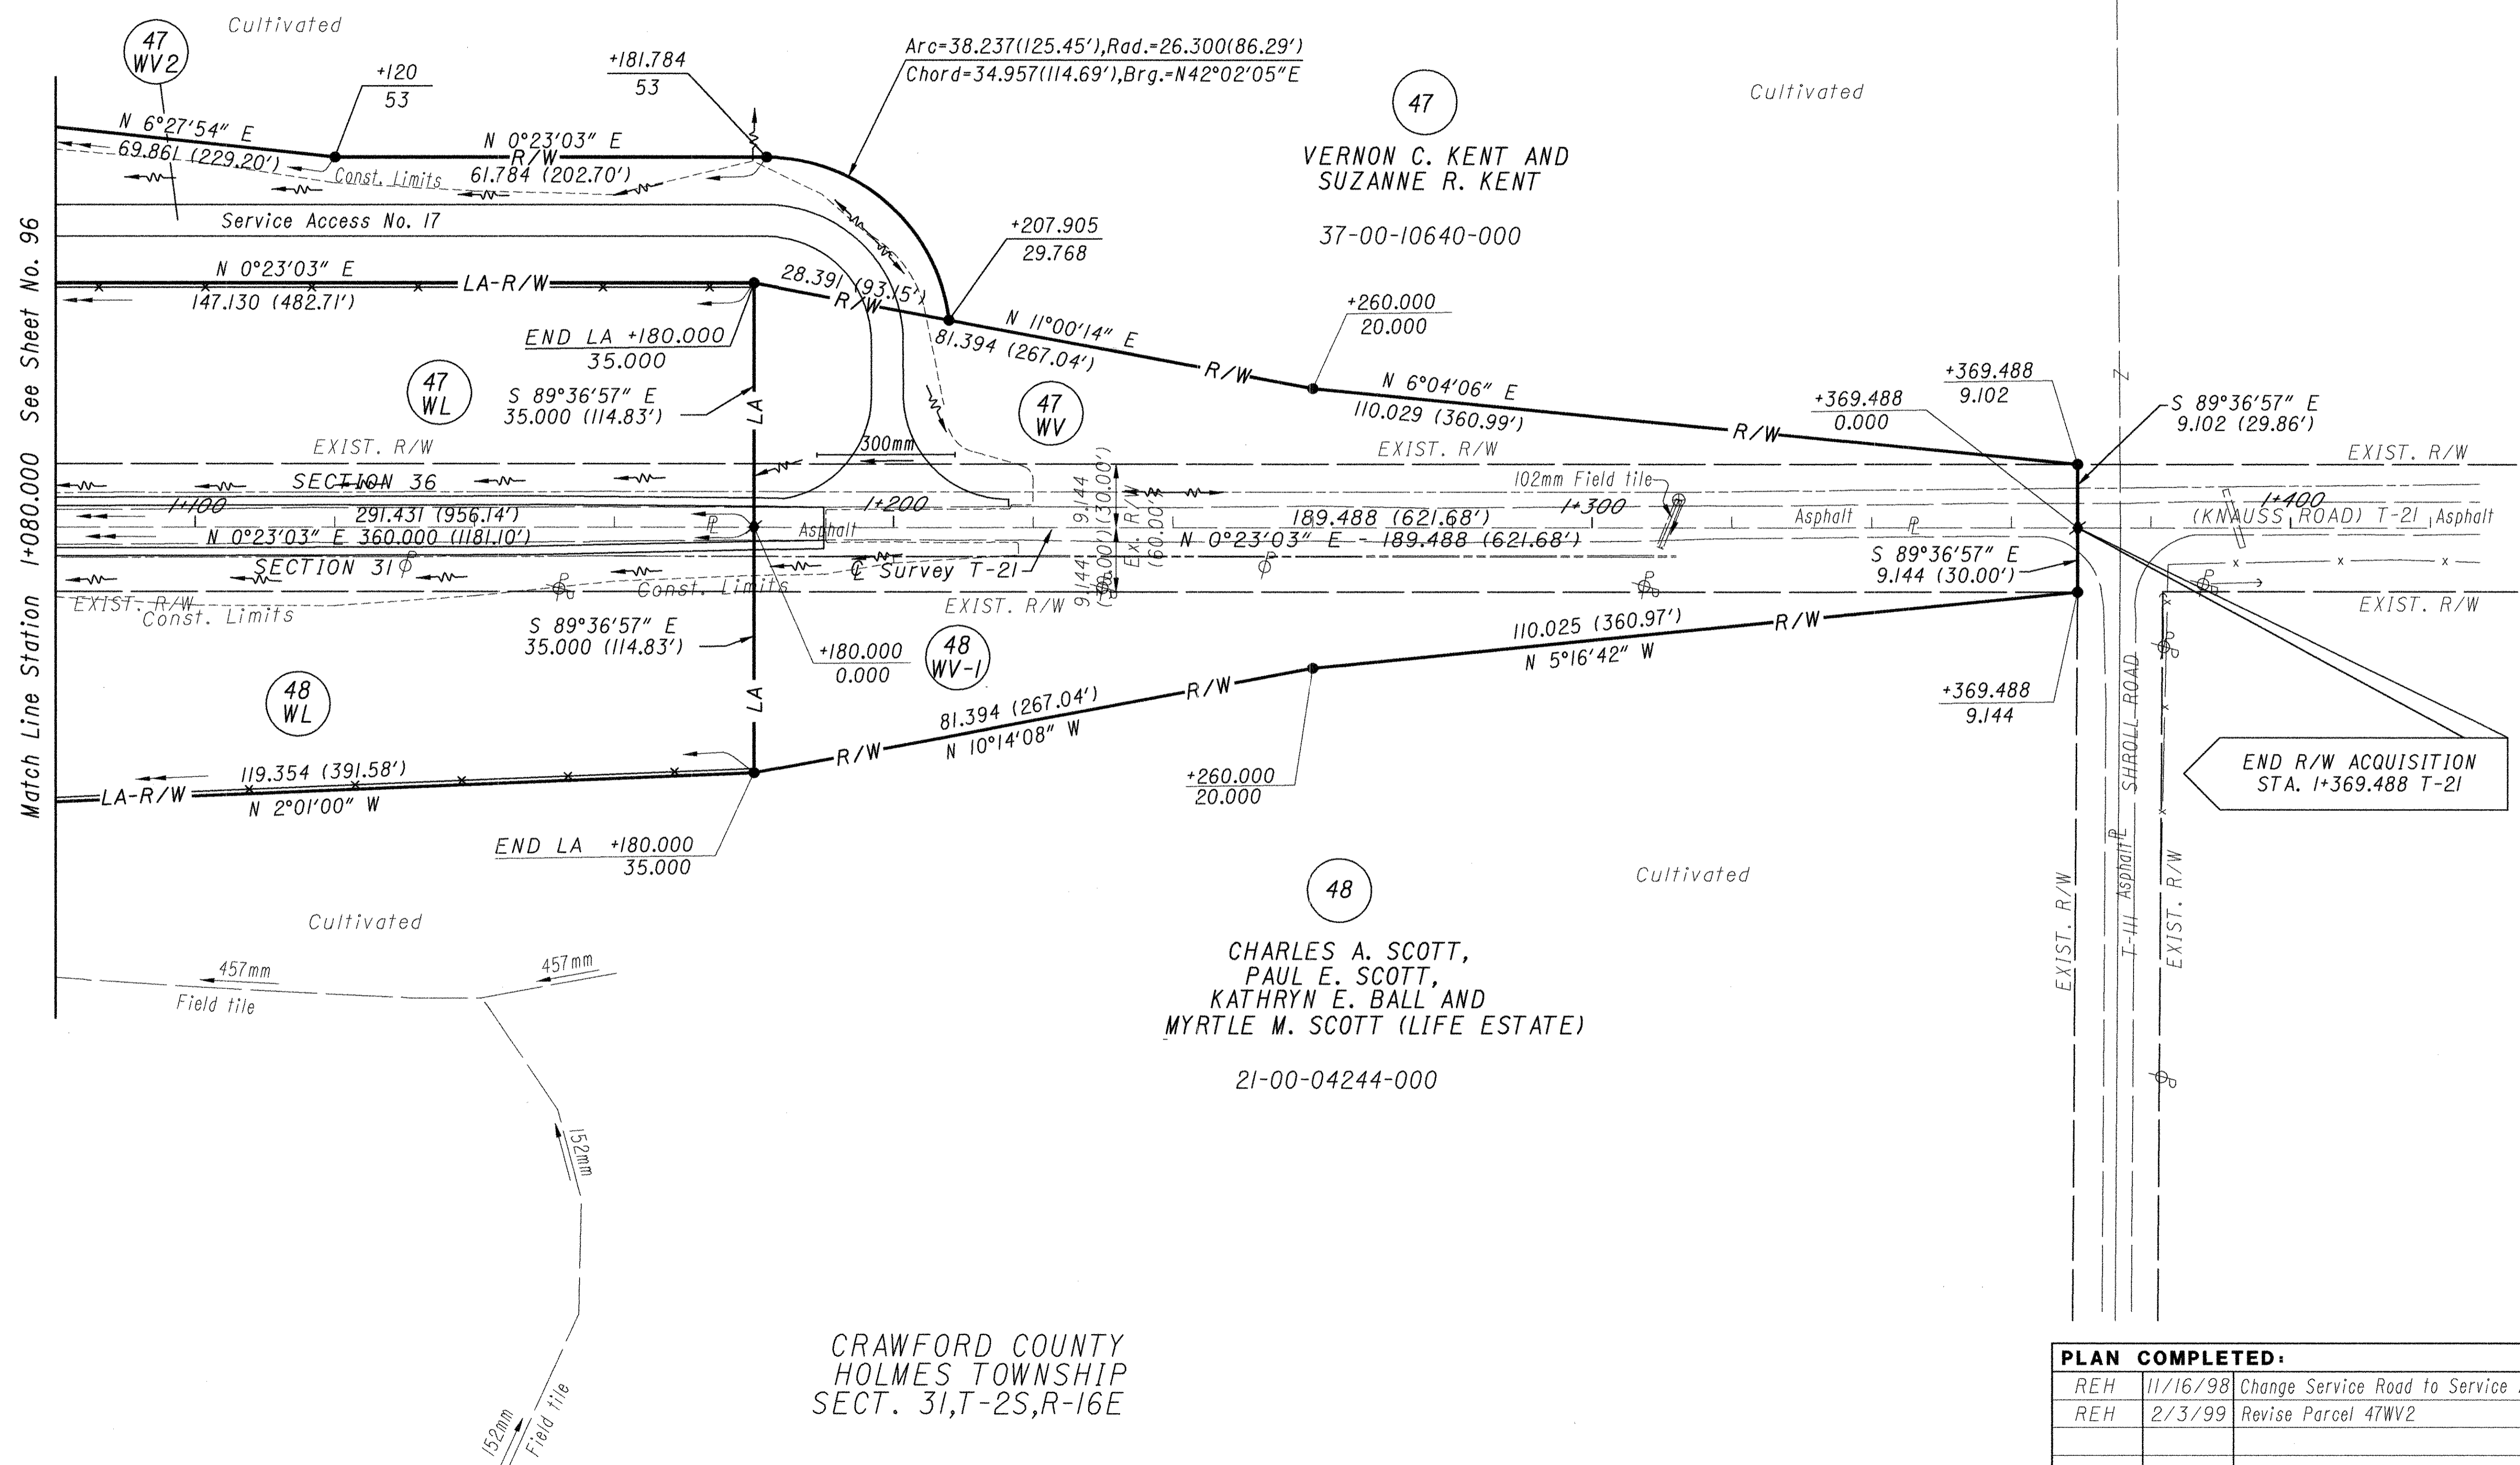 Cultivated
47
WV2
+120
53
+181.784
53
Arc=38.237(125.45'),Rad.=26.300(86.29')
Chord=34.957(114.69'),Brg.=N42°02'05"E
47
Cultivated
VERNON C. KENT AND
SUZANNE R. KENT
37-00-10640-000
N 6°27'54" E
69.861 (229.20')
N 0°23'03" E
R/W
61.784 (202.70')
Const. Limits
Service Access No. 17
+207.905
29.768
N 0°23'03" E
LA-R/W
147.130 (482.71')
28.391 (93.15')
R/W
END LA +180.000
35.000
N 11°00'14" E
81.394 (267.04')
R/W
+260.000
20.000
47
WL
S 89°36'57" E
35.000 (114.83')
LA
47
WV
N 6°04'06" E
110.029 (360.99')
R/W
+369.488
0.000
+369.488
9.102
S 89°36'57" E
9.102 (29.86')
Z
EXIST. R/W
300mm
EXIST. R/W
EXIST. R/W
SECTION 36
102mm Field tile
1+100
291.431 (956.14')
N 0°23'03" E 360.000 (1181.10')
SECTION 31
PL
Asphalt
1+200
9.144 (30.00')
9.144 (30.00')
Ex. R/W
(60.00')
189.488 (621.68')
1+300
N 0°23'03" E - 189.488 (621.68')
CL Survey T-21
Asphalt
PL
1+400
(KNAUSS ROAD) T-21
Asphalt
S 89°36'57" E
9.144 (30.00')
EXIST. R/W
Const. Limits
Const. Limits
EXIST. R/W
EXIST. R/W
S 89°36'57" E
35.000 (114.83')
LA
+180.000
0.000
48
WV-1
48
WL
110.025 (360.97')
R/W
N 5°16'42" W
81.394 (267.04')
R/W
N 10°14'08" W
R/W
+260.000
20.000
+369.488
9.144
119.354 (391.58')
LA-R/W
N 2°01'00" W
END LA +180.000
35.000
END R/W ACQUISITION
STA. 1+369.488 T-21
SHROLL ROAD
T-111 Asphalt
PL
EXIST. R/W
EXIST. R/W
Match Line Station 1+080.000 See Sheet No. 96
48
CHARLES A. SCOTT,
PAUL E. SCOTT,
KATHRYN E. BALL AND
MYRTLE M. SCOTT (LIFE ESTATE)
21-00-04244-000
Cultivated
Cultivated
457mm
457mm
Field tile
152mm
152mm
Field tile
CRAWFORD COUNTY
HOLMES TOWNSHIP
SECT. 31,T-2S,R-16E
PLAN COMPLETED:
REH 11/16/98 Change Service Road to Service
REH 2/3/99 Revise Parcel 47WV2